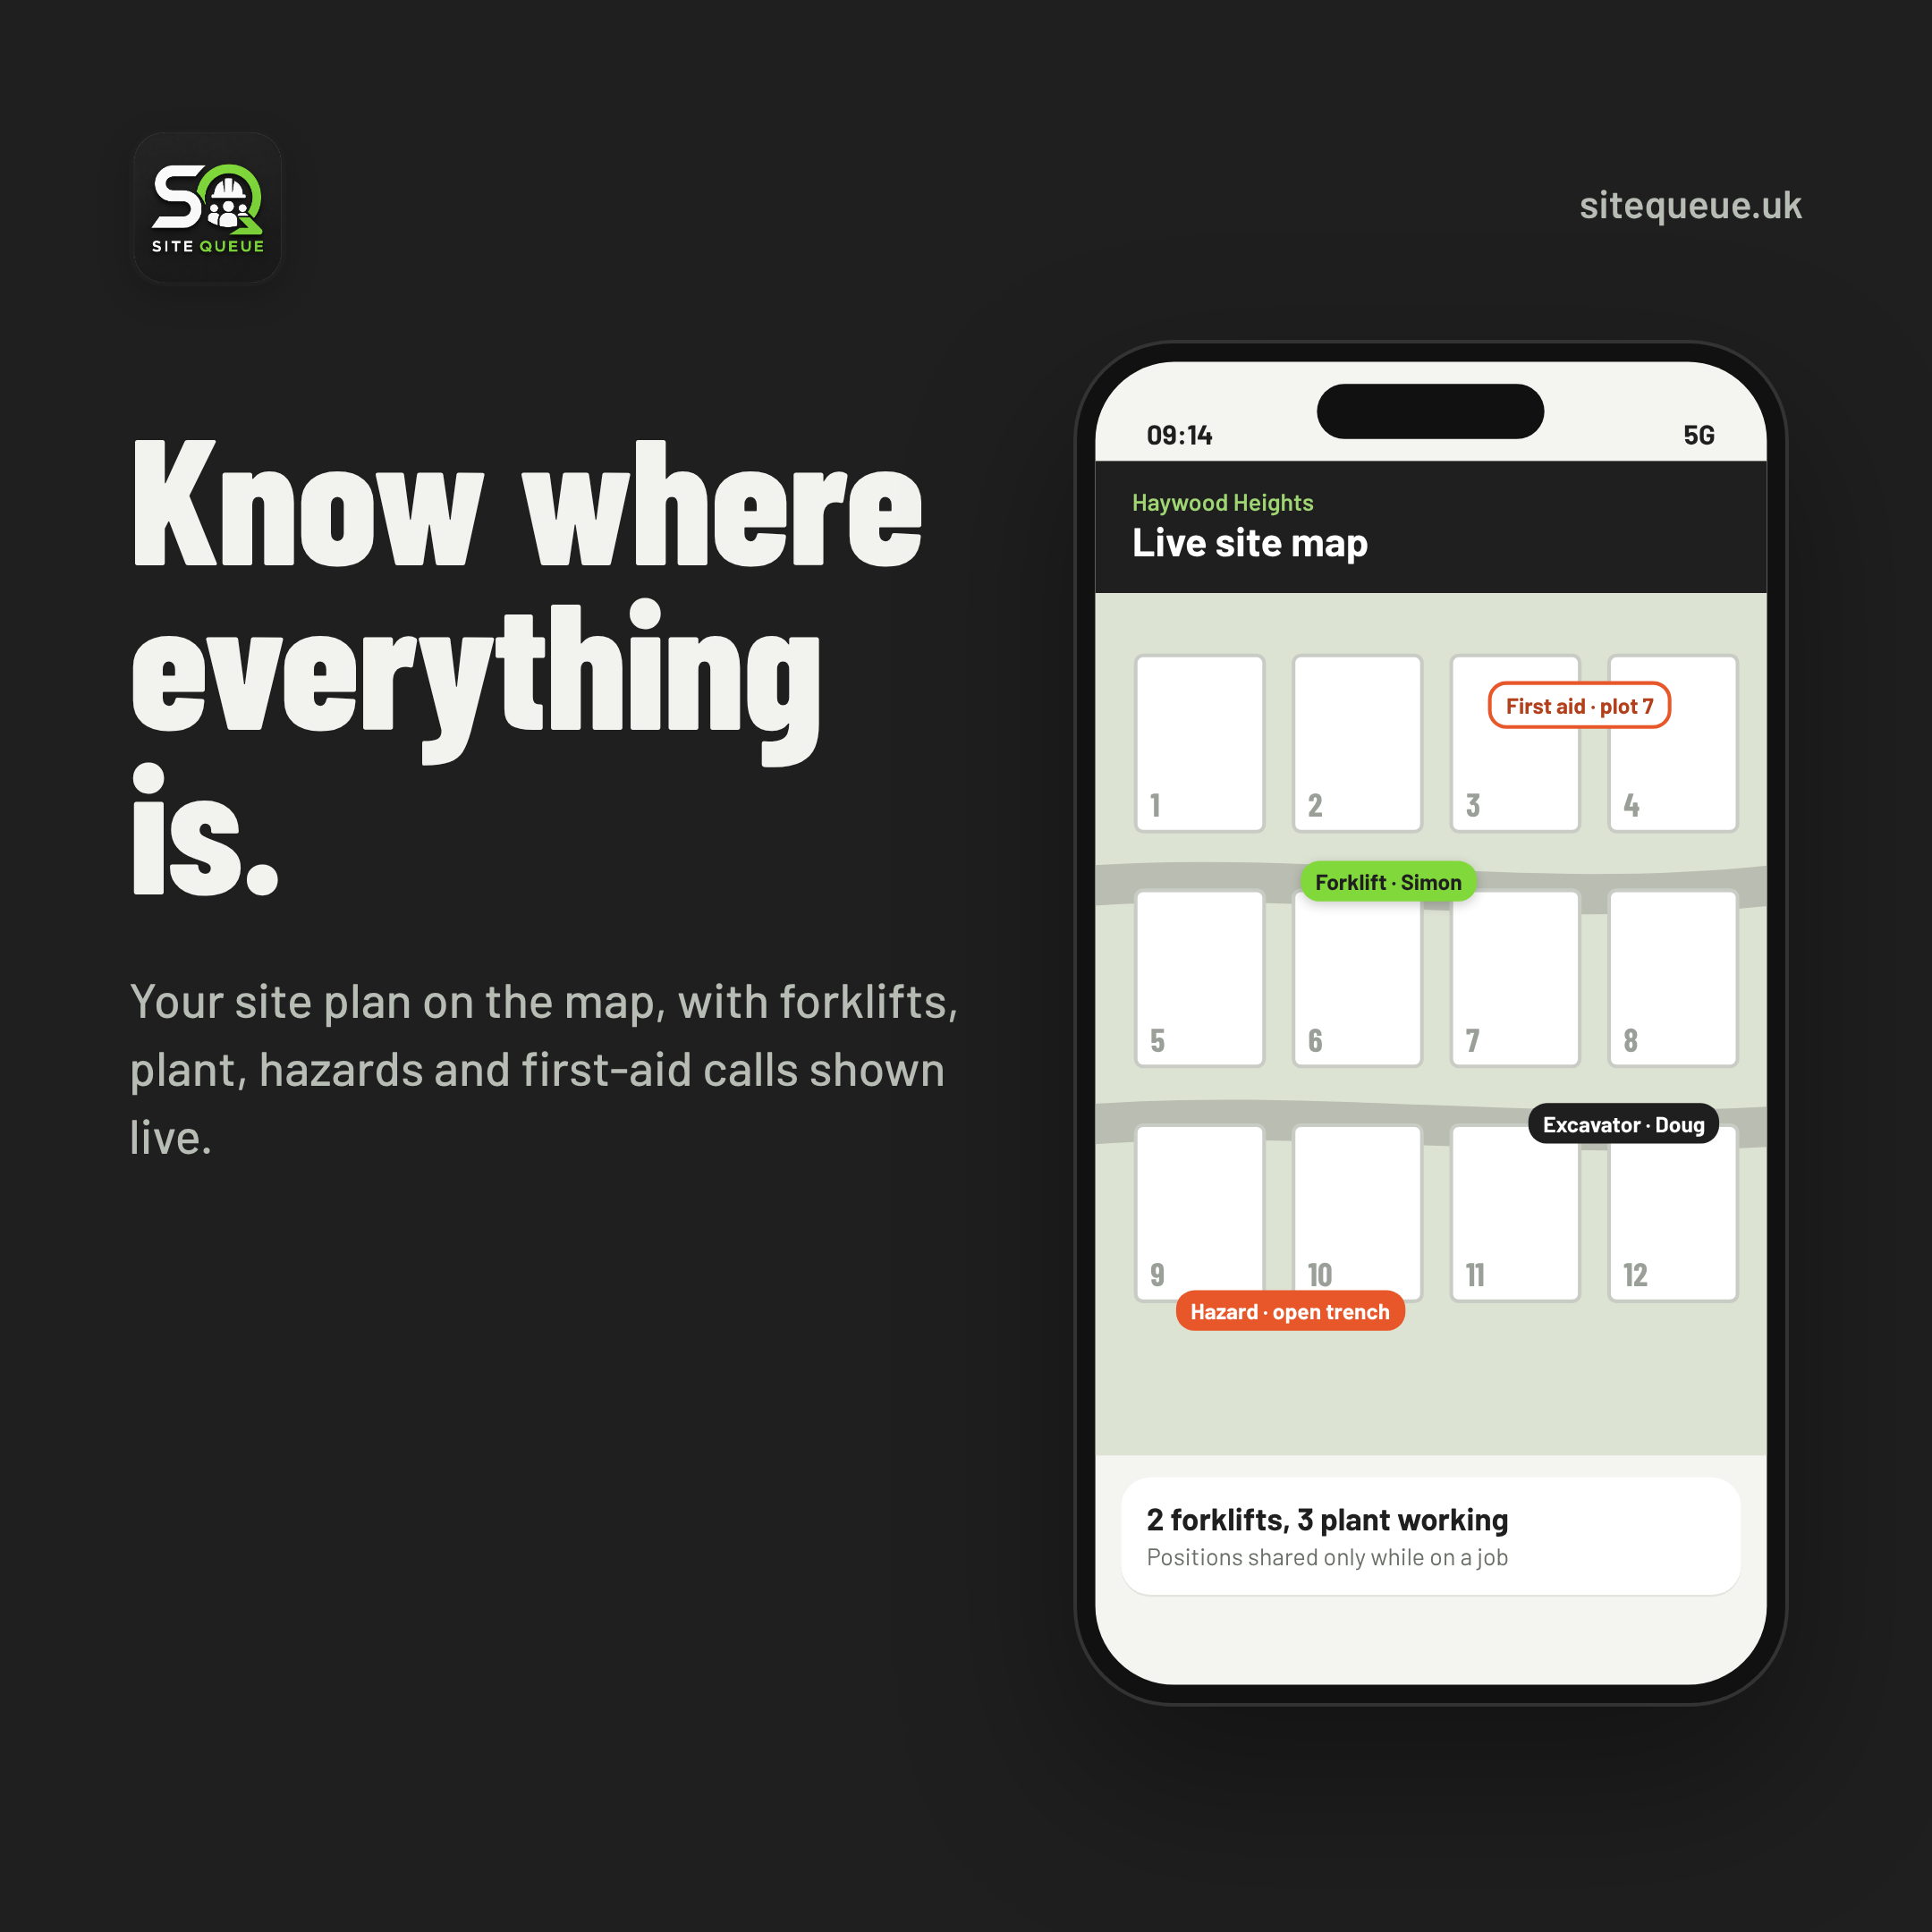 SQ
SITE QUEUE
sitequeue.uk
Know where
everything
is.
Your site plan on the map, with forklifts,
plant, hazards and first-aid calls shown
live.
09:14
5G
Haywood Heights
Live site map
First aid · plot 7
1
2
3
4
Forklift · Simon
5
6
7
8
Excavator · Doug
9
10
11
12
Hazard · open trench
2 forklifts, 3 plant working
Positions shared only while on a job